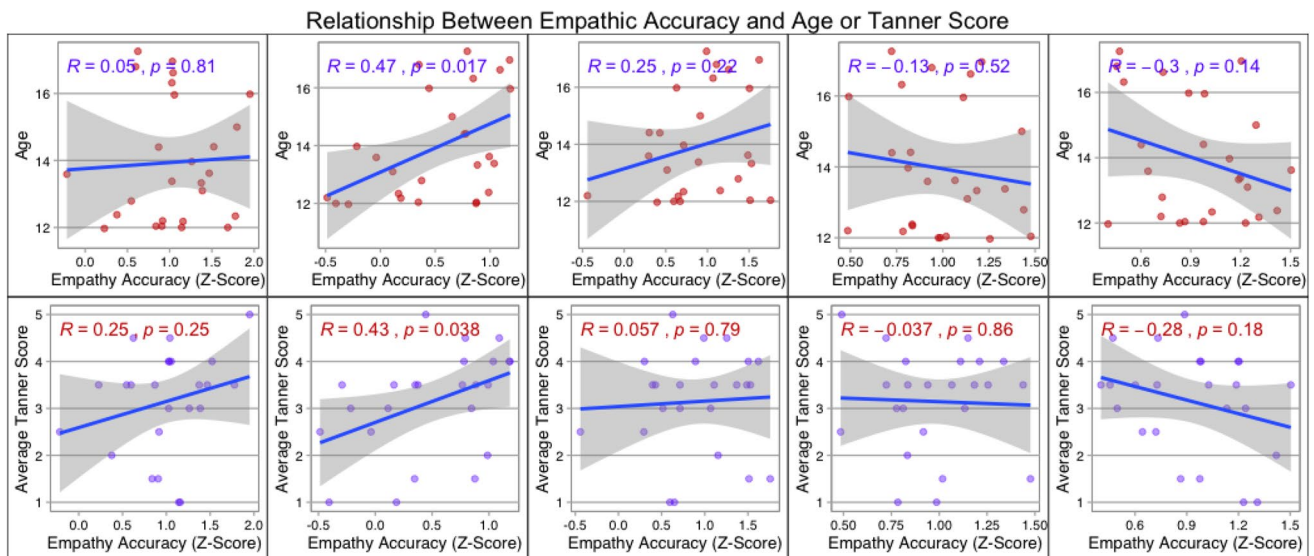 Relationship Between Empathic Accuracy and Age or Tanner Score
R = 0.05 , p = 0.81
Age
16
14
12
0.0 0.5 1.0 1.5 2.0
Empathy Accuracy (Z-Score)
R = 0.47 , p = 0.017
Age
16
14
12
-0.5 0.0 0.5 1.0
Empathy Accuracy (Z-Score)
R = 0.25 , p = 0.22
Age
16
14
12
-0.5 0.0 0.5 1.0 1.5
Empathy Accuracy (Z-Score)
R = −0.13 , p = 0.52
Age
16
14
12
0.50 0.75 1.00 1.25 1.50
Empathy Accuracy (Z-Score)
R = −0.3 , p = 0.14
Age
16
14
12
0.6 0.9 1.2 1.5
Empathy Accuracy (Z-Score)
R = 0.25 , p = 0.25
Average Tanner Score
5
4
3
2
1
0.0 0.5 1.0 1.5 2.0
Empathy Accuracy (Z-Score)
R = 0.43 , p = 0.038
Average Tanner Score
5
4
3
2
1
-0.5 0.0 0.5 1.0
Empathy Accuracy (Z-Score)
R = 0.057 , p = 0.79
Average Tanner Score
5
4
3
2
1
-0.5 0.0 0.5 1.0 1.5
Empathy Accuracy (Z-Score)
R = −0.037 , p = 0.86
Average Tanner Score
5
4
3
2
1
0.50 0.75 1.00 1.25 1.50
Empathy Accuracy (Z-Score)
R = −0.28 , p = 0.18
Average Tanner Score
5
4
3
2
1
0.6 0.9 1.2 1.5
Empathy Accuracy (Z-Score)